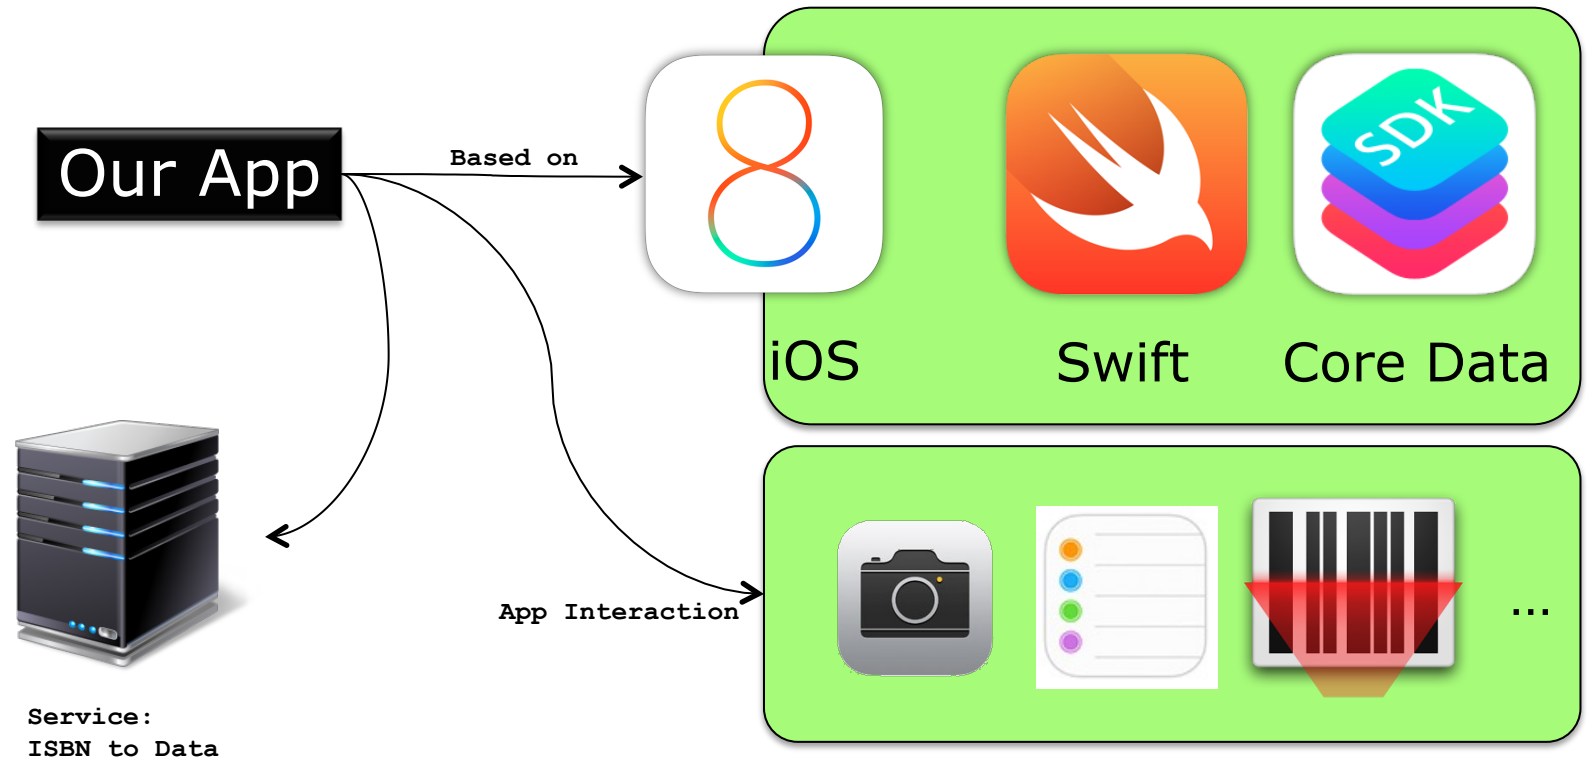 Our App
Based on
8
SDK
iOS
Swift
Core Data
App Interaction
...
Service:
ISBN to Data